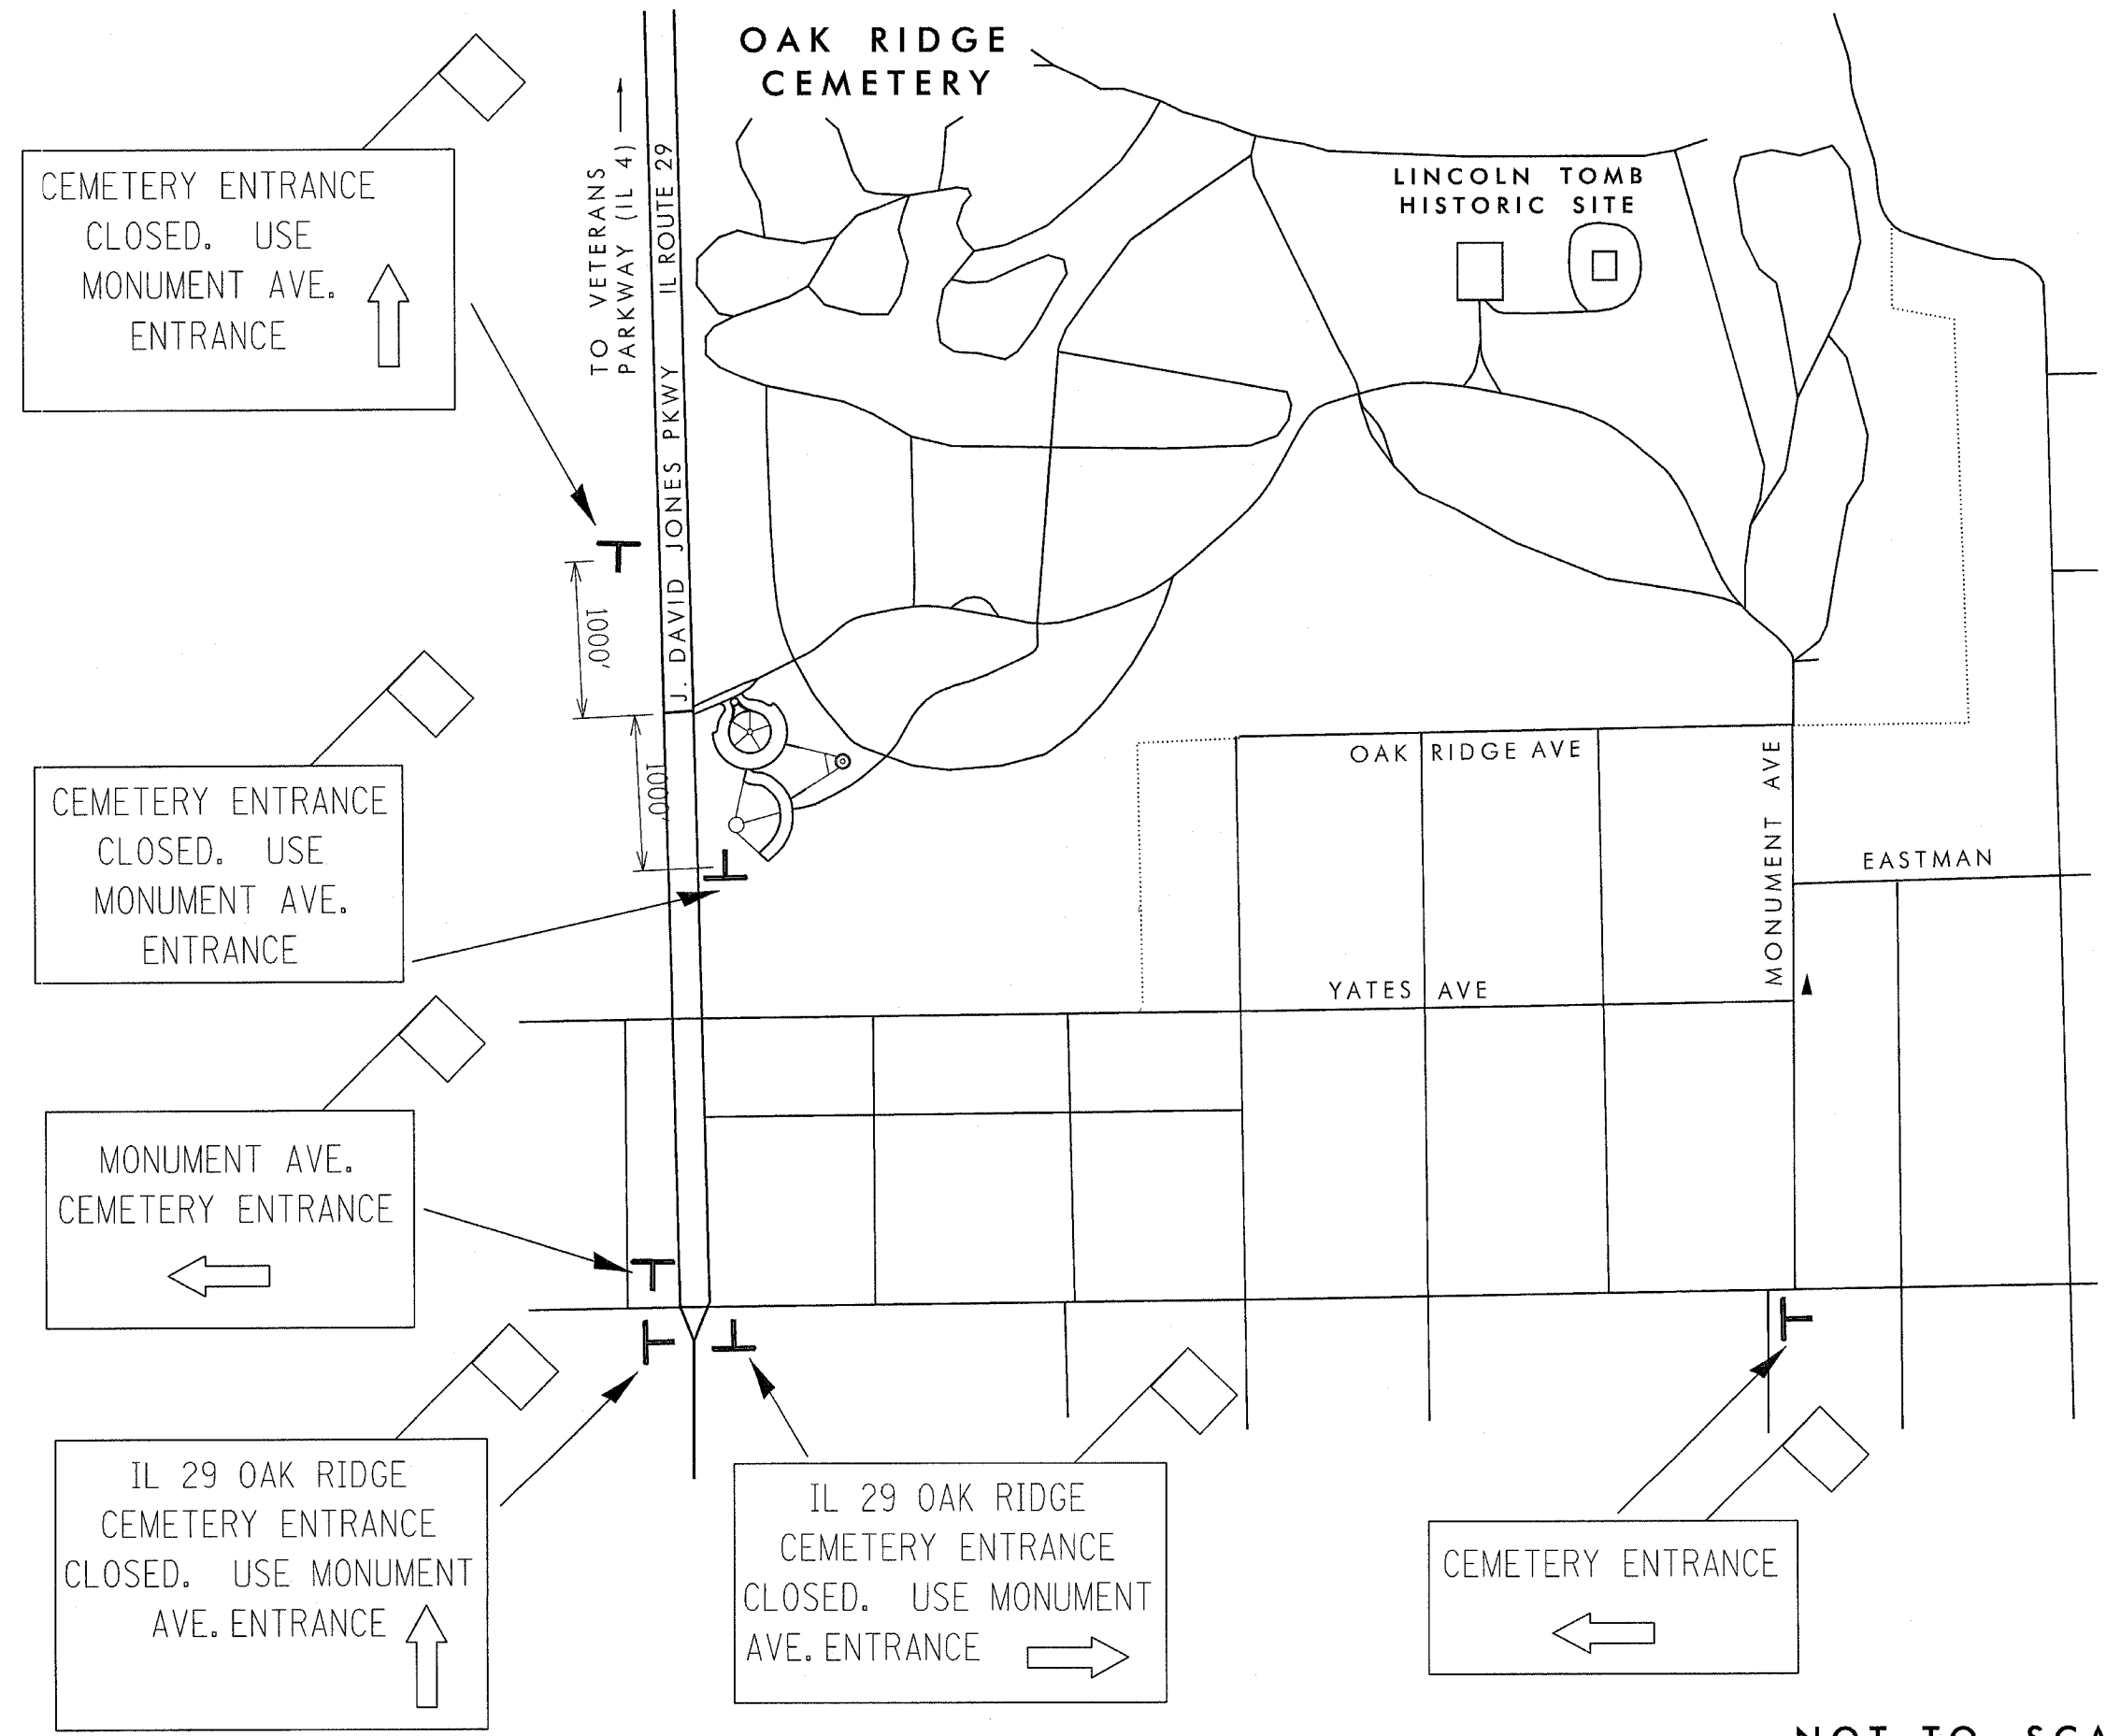 OAK RIDGE
CEMETERY
LINCOLN TOMB
HISTORIC SITE
TO VETERANS
PARKWAY (IL 4)
J. DAVID JONES PKWY IL ROUTE 29
CEMETERY ENTRANCE
CLOSED. USE
MONUMENT AVE.
ENTRANCE
1000'
1000'
CEMETERY ENTRANCE
CLOSED. USE
MONUMENT AVE.
ENTRANCE
OAK RIDGE AVE
MONUMENT AVE
EASTMAN
YATES AVE
MONUMENT AVE.
CEMETERY ENTRANCE
IL 29 OAK RIDGE
CEMETERY ENTRANCE
CLOSED. USE MONUMENT
AVE. ENTRANCE
IL 29 OAK RIDGE
CEMETERY ENTRANCE
CLOSED. USE MONUMENT
AVE. ENTRANCE
CEMETERY ENTRANCE
NOT TO SCA